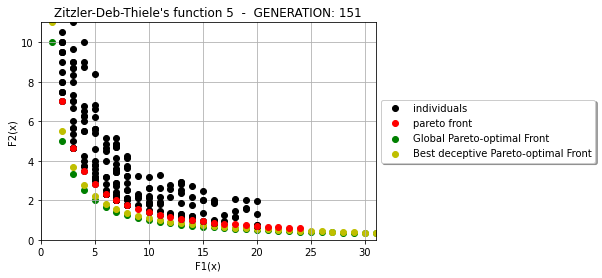 Zitzler-Deb-Thiele's function 5 - GENERATION: 151
10
8
6
4
2
0
F2(x)
0 5 10 15 20 25 30
F1(x)
individuals
pareto front
Global Pareto-optimal Front
Best deceptive Pareto-optimal Front